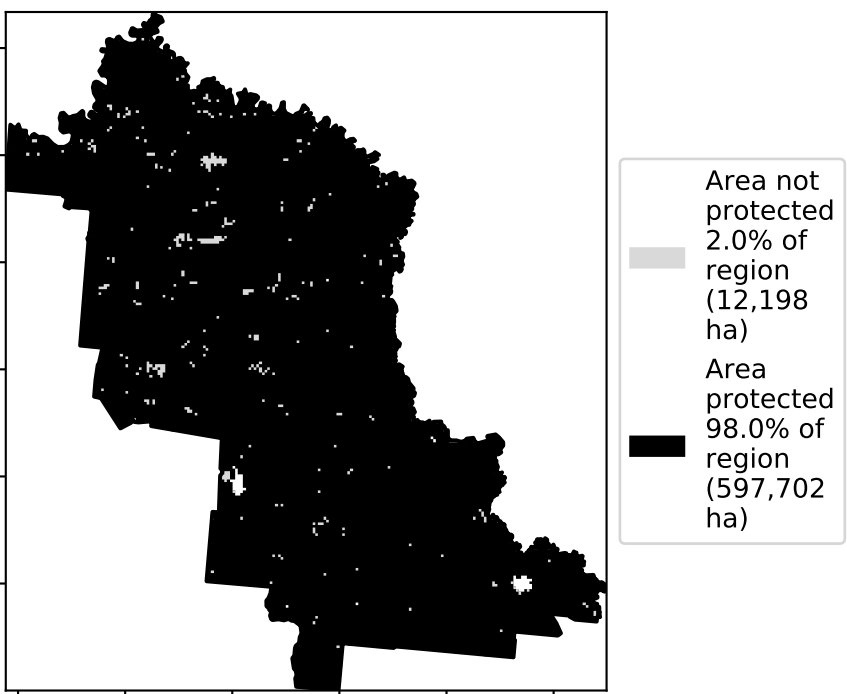 Area not
protected
2.0% of
region
(12,198
ha)
Area
protected
98.0% of
region
(597,702
ha)